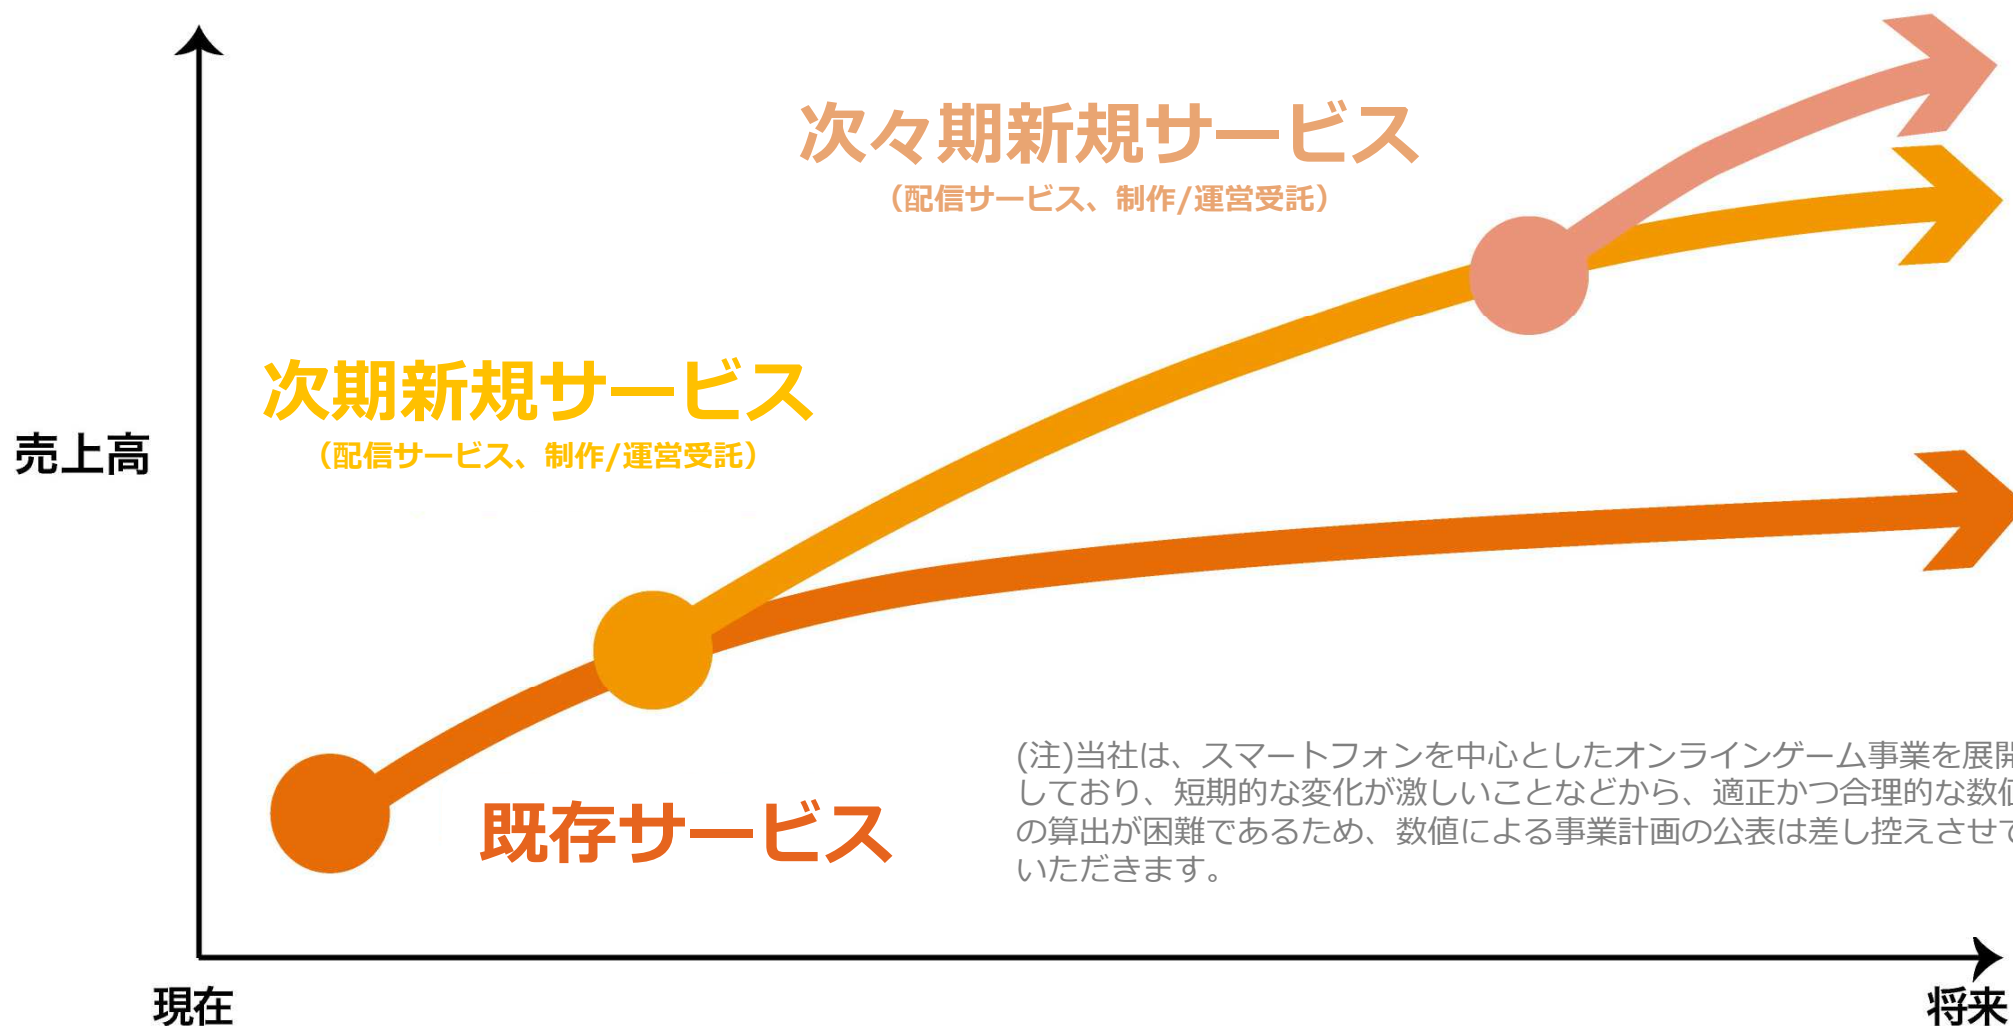 次々期新規サービス
（配信サービス、制作/運営受託）
次期新規サービス
（配信サービス、制作/運営受託）
売上高
既存サービス
(注)当社は、スマートフォンを中心としたオンラインゲーム事業を展開
しており、短期的な変化が激しいことなどから、適正かつ合理的な数値
の算出が困難であるため、数値による事業計画の公表は差し控えさせて
いただきます。
現在
将来